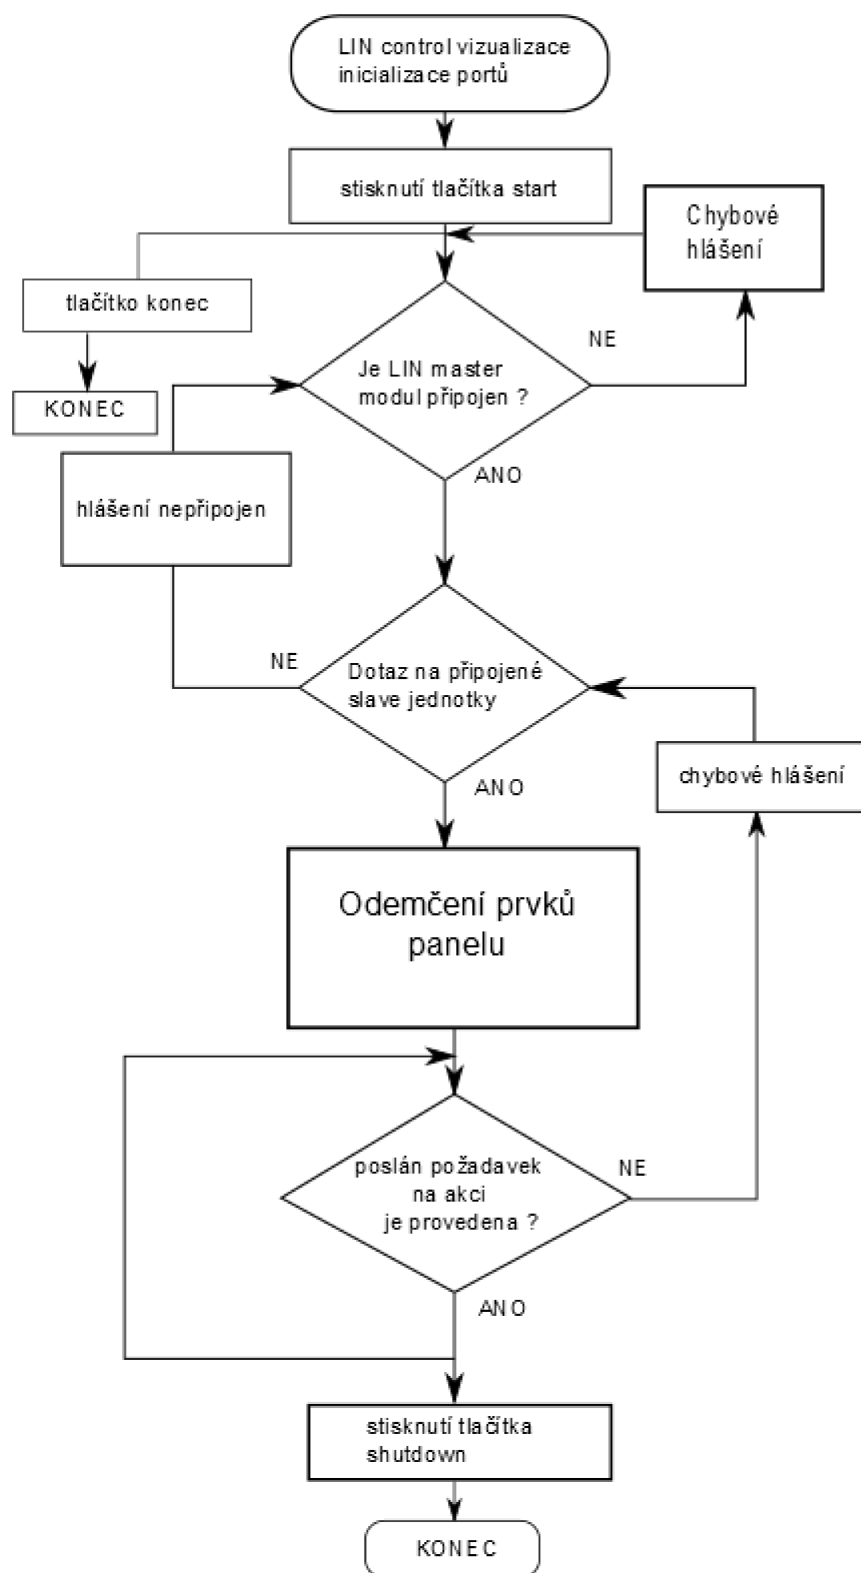 LIN control vizualizace
inicializace portů
stisknutí tlačítka start
Chybové
hlášení
tlačítko konec
NE
Je LIN master
modul připojen ?
KONEC
ANO
hlášení nepřipojen
NE
Dotaz na připojené
slave jednotky
chybové hlášení
ANO
Odemčení prvků
panelu
poslán požadavek
na akci
je provedena ?
NE
ANO
stisknutí tlačítka
shutdown
KONEC